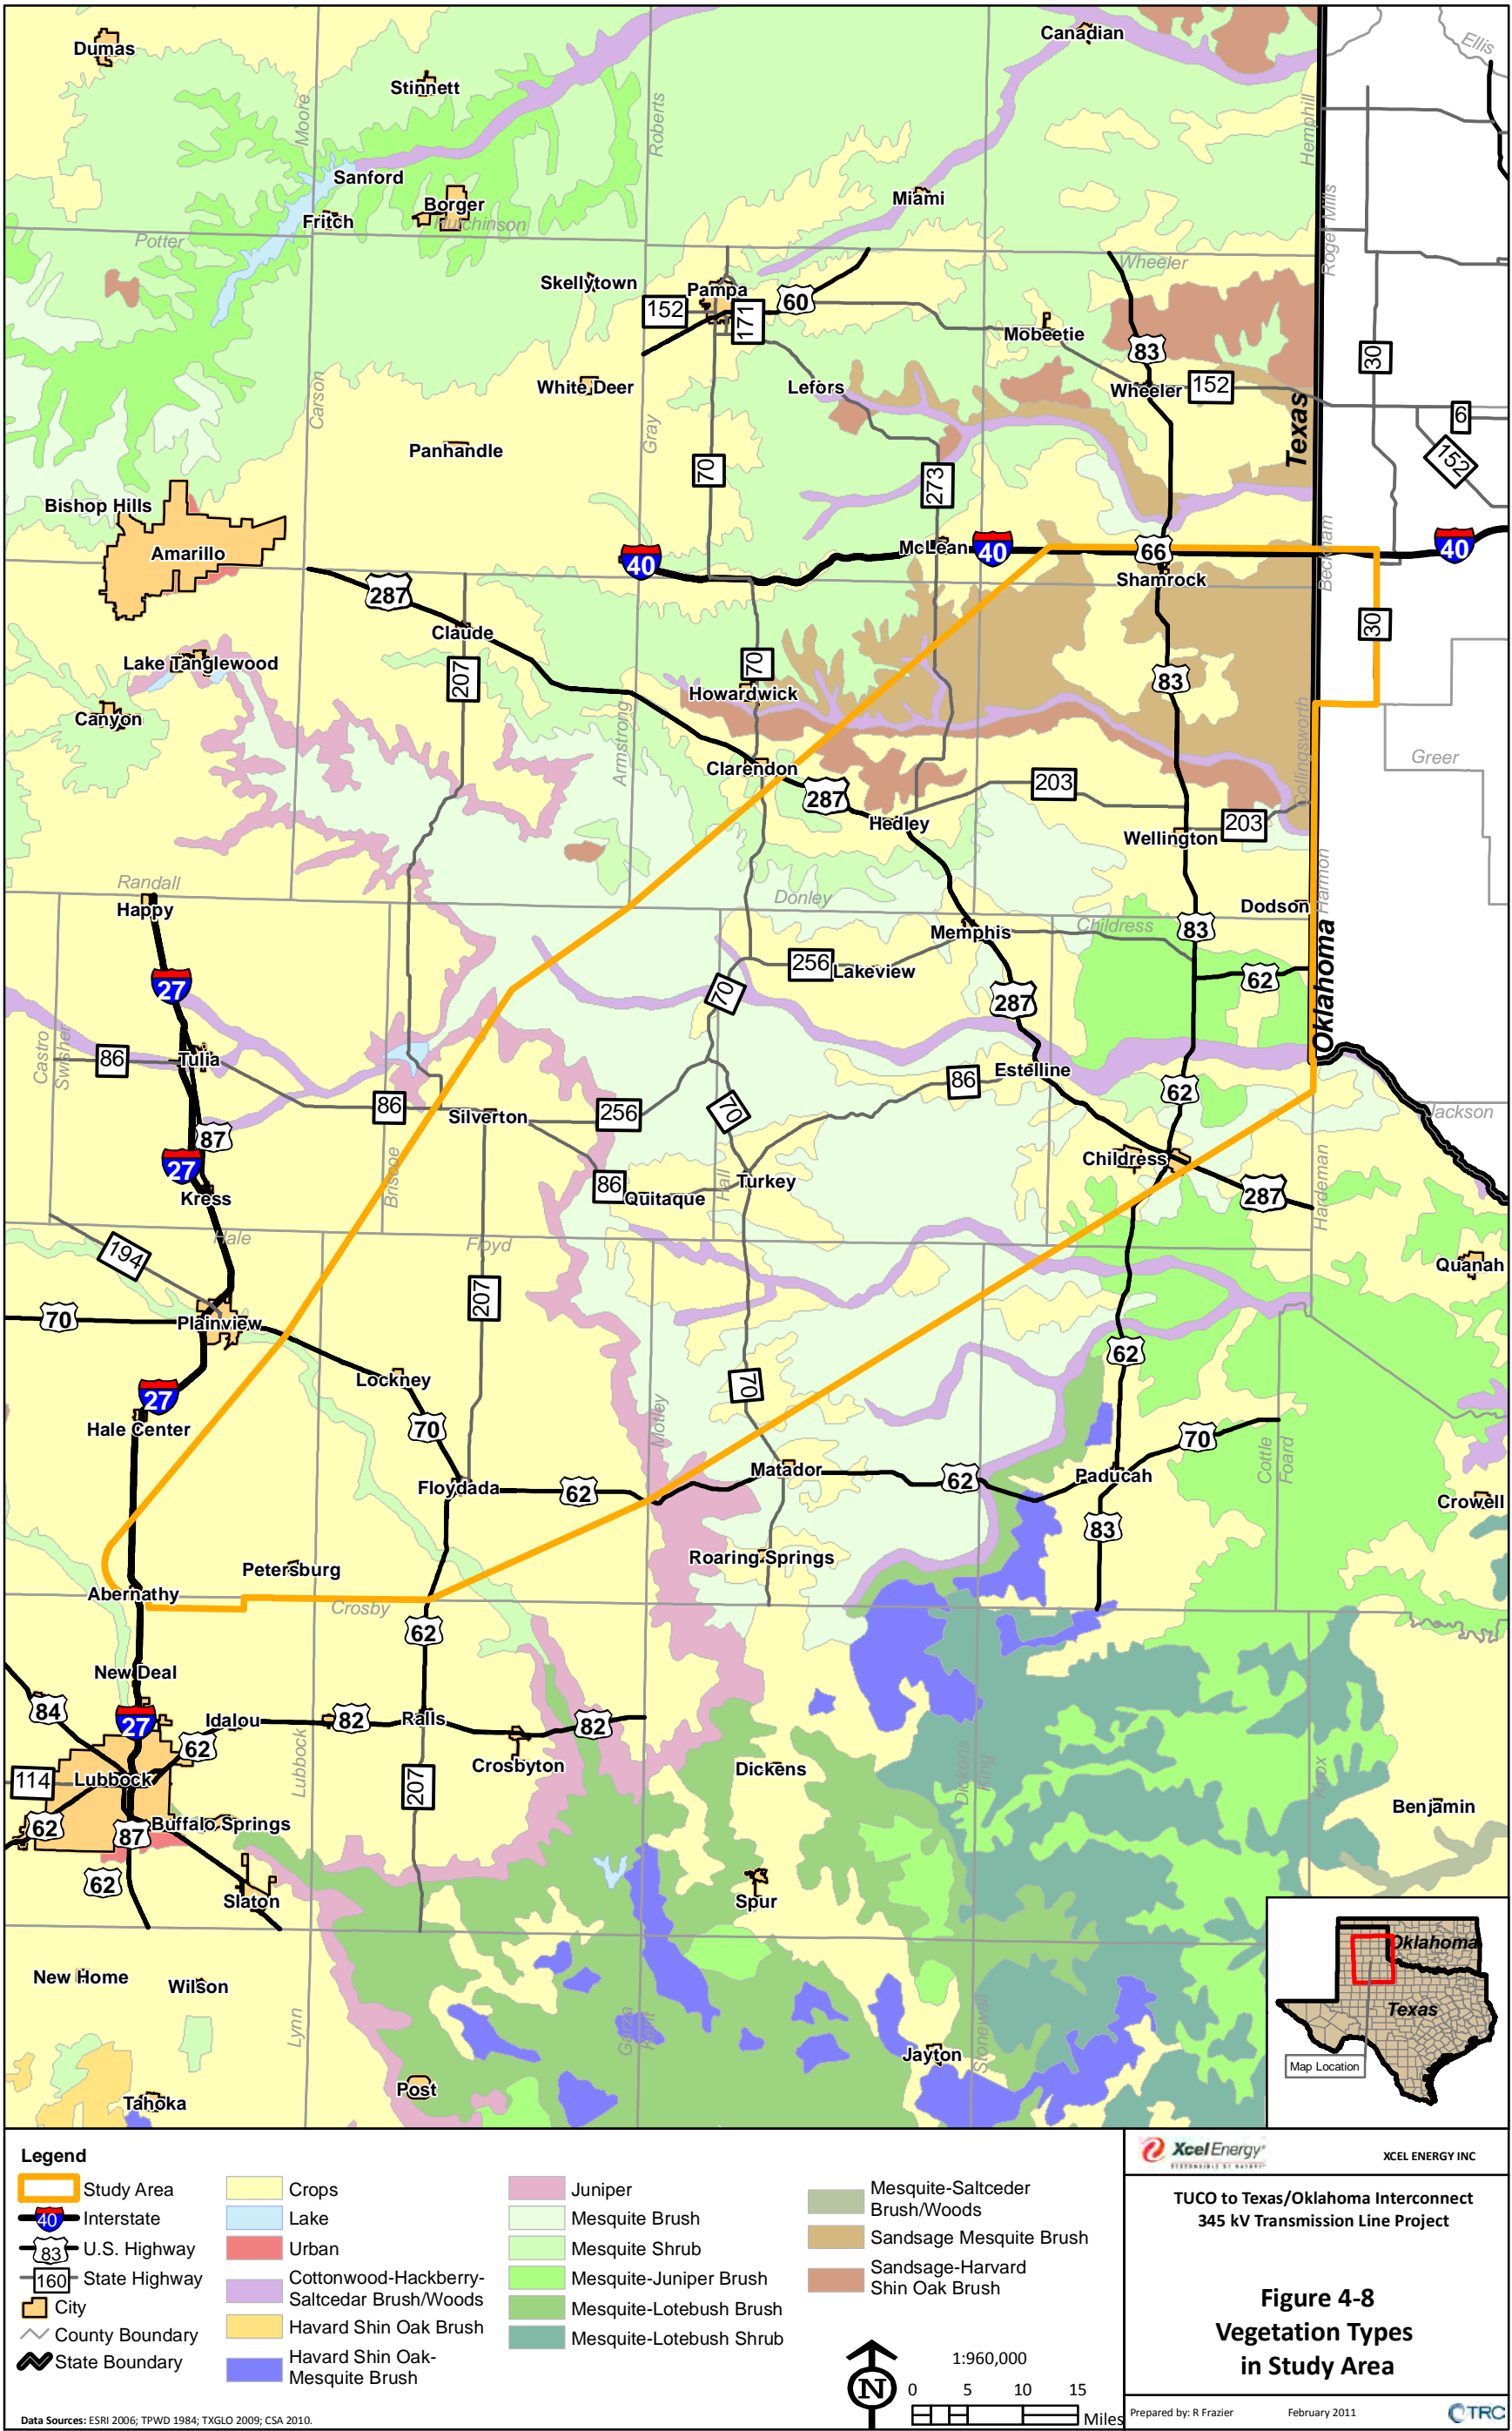 Dumas
Stinnett
Canadian
Ellis
Moore
Roberts
Hemphill
Sanford
Borger
Fritch
Hutchinson
Miami
Roger Mills
Potter
Wheeler
Skellytown
Pampa
60
152
171
Mobeetie
83
30
White Deer
Lefors
Wheeler
152
6
Carson
Gray
Texas
Panhandle
70
273
152
Bishop Hills
Amarillo
40
McLean
40
66
40
Beckham
Shamrock
287
Claude
30
Lake Tanglewood
207
70
83
Howardwick
Canyon
Armstrong
Collingsworth
Greer
Clarendon
287
203
Hedley
203
Wellington
Randall
Donley
Harmon
Happy
Dodson
Memphis
Childress
83
256
Lakeview
62
27
70
287
Oklahoma
Castro
Swisher
86
Tulia
Estelline
86
62
86
Silverton
256
70
Jackson
87
27
Briscoe
Childress
Kress
86
Quitaque
Hall
Turkey
287
Hardeman
Hale
Floyd
194
Quanah
207
70
Plainview
62
Lockney
70
27
Hale Center
70
Motley
70
Cottle
Foard
Floydada
62
Matador
62
Paducah
Crowell
83
Petersburg
Roaring Springs
Abernathy
Crosby
62
New Deal
84
27
Idalou
82
Ralls
82
62
Lubbock
Crosbyton
Dickens
Dickens
King
Knox
114
Lubbock
207
62
87
Buffalo Springs
Benjamin
62
Slaton
Spur
New Home
Wilson
Lynn
Garza
Kent
Stonewall
Jayton
Post
Tahoka
Oklahoma
Texas
Map Location
Legend
Study Area
40 Interstate
83 U.S. Highway
160 State Highway
City
County Boundary
State Boundary
Crops
Lake
Urban
Cottonwood-Hackberry-
Saltcedar Brush/Woods
Havard Shin Oak Brush
Havard Shin Oak-
Mesquite Brush
Juniper
Mesquite Brush
Mesquite Shrub
Mesquite-Juniper Brush
Mesquite-Lotebush Brush
Mesquite-Lotebush Shrub
Mesquite-Saltceder
Brush/Woods
Sandsage Mesquite Brush
Sandsage-Harvard
Shin Oak Brush
N
1:960,000
0 5 10 15
Miles
Data Sources: ESRI 2006; TPWD 1984; TXGLO 2009; CSA 2010.
Xcel Energy
RESPONSIBLE BY NATURE
XCEL ENERGY INC
TUCO to Texas/Oklahoma Interconnect
345 kV Transmission Line Project
Figure 4-8
Vegetation Types
in Study Area
Prepared by: R Frazier
February 2011
TRC